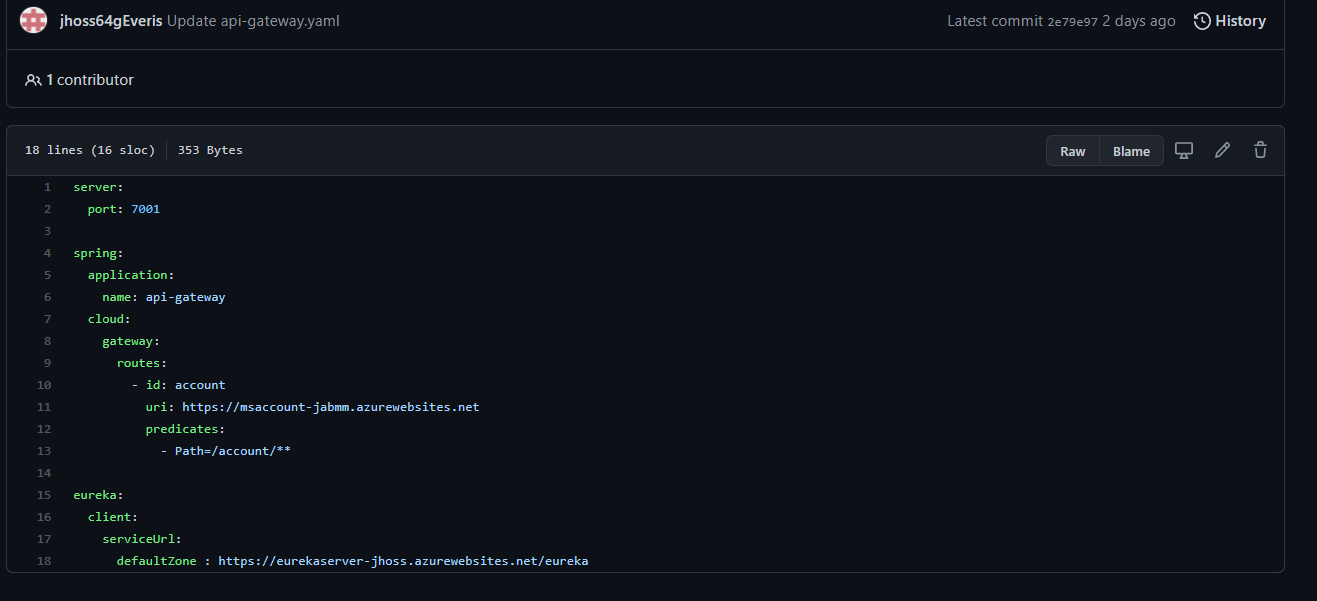 jhoss64gEveris Update api-gateway.yaml Latest commit 2e79e97 2 days ago History
1 contributor
18 lines (16 sloc) 353 Bytes Raw Blame
1 server:
2   port: 7001
3
4 spring:
5   application:
6     name: api-gateway
7   cloud:
8     gateway:
9       routes:
10         - id: account
11           uri: https://msaccount-jabmm.azurewebsites.net
12           predicates:
13             - Path=/account/**
14
15 eureka:
16   client:
17     serviceUrl:
18       defaultZone : https://eurekaserver-jhoss.azurewebsites.net/eureka